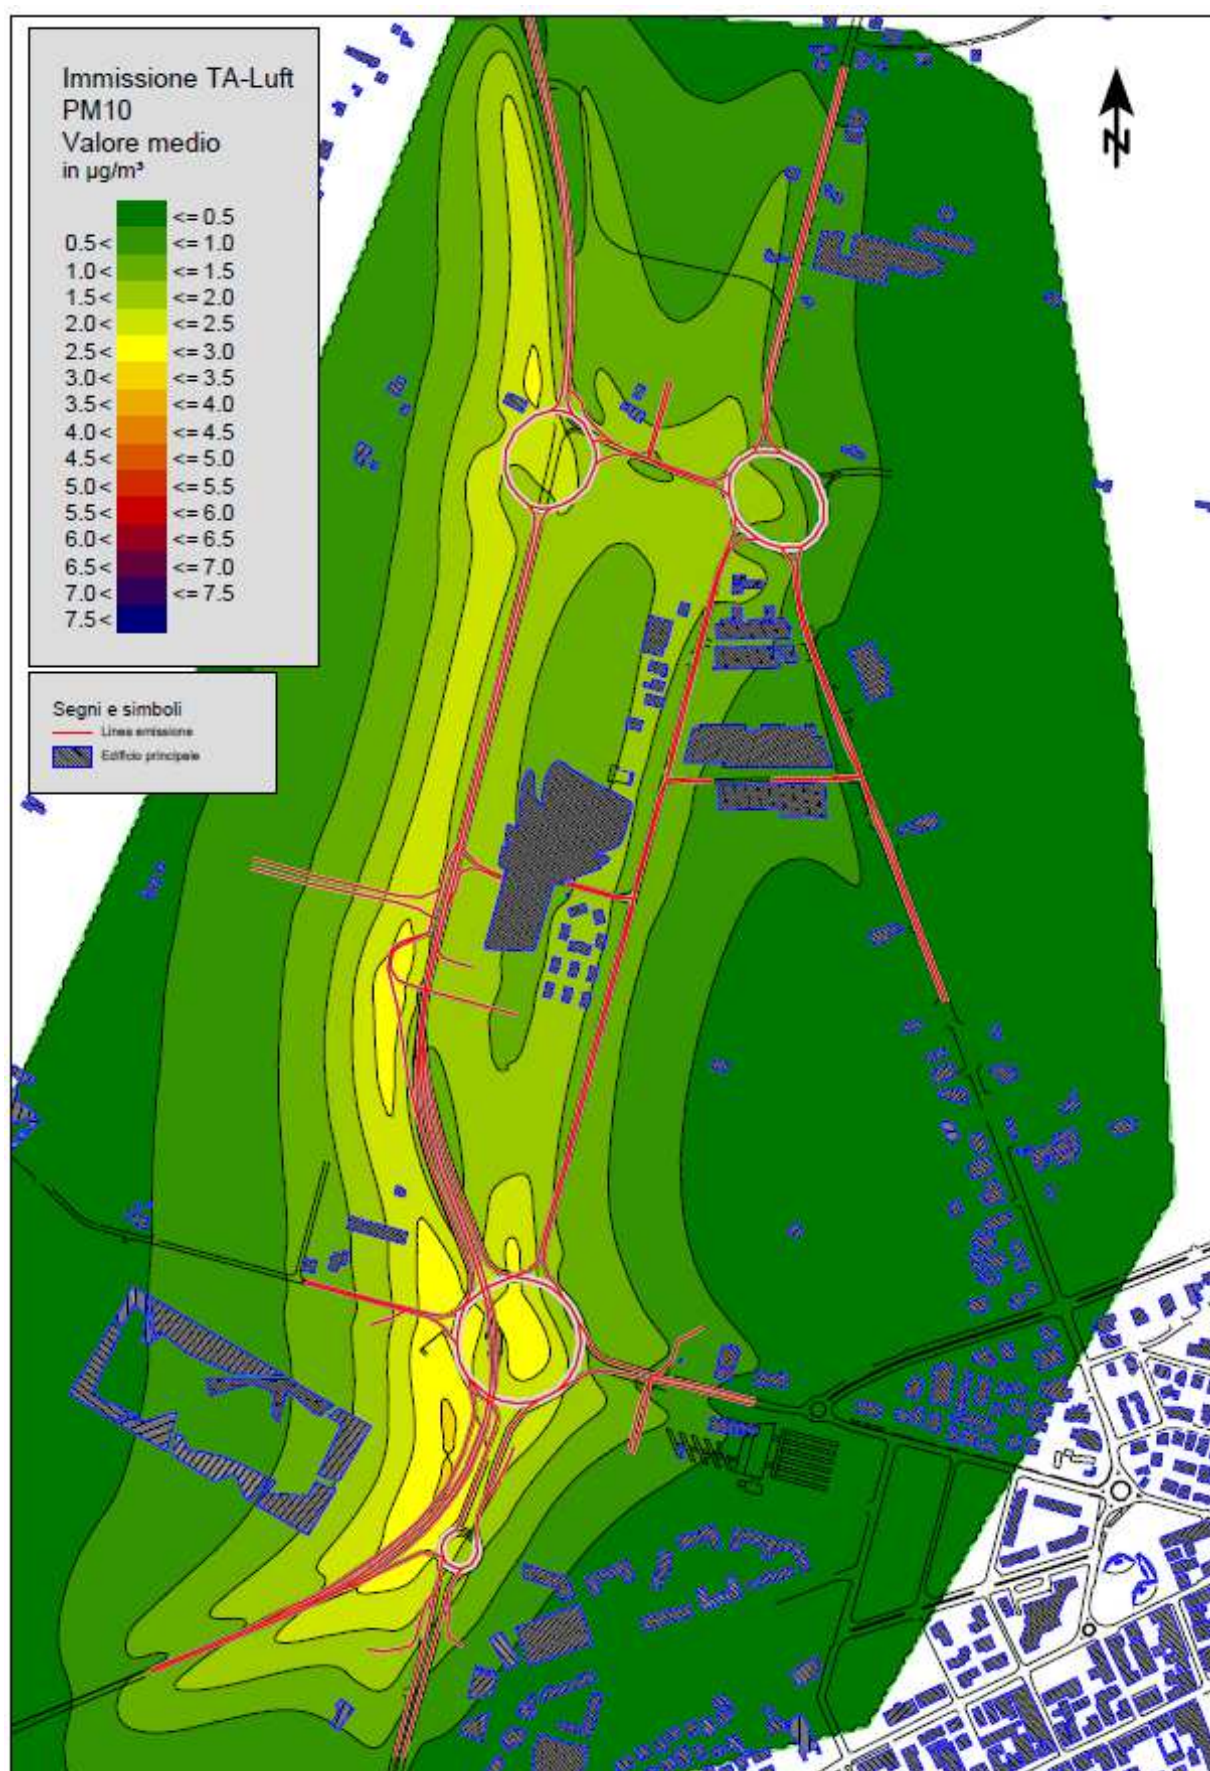 Immissione TA-Luft
PM10
Valore medio
in µg/m³
<= 0.5
0.5< <= 1.0
1.0< <= 1.5
1.5< <= 2.0
2.0< <= 2.5
2.5< <= 3.0
3.0< <= 3.5
3.5< <= 4.0
4.0< <= 4.5
4.5< <= 5.0
5.0< <= 5.5
5.5< <= 6.0
6.0< <= 6.5
6.5< <= 7.0
7.0< <= 7.5
7.5<
Segni e simboli
Linea emissione
Edificio principale
N